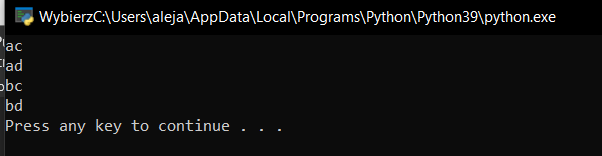 WybierzC:\Users\aleja\AppData\Local\Programs\Python\Python39\python.exe
ac
ad
bc
bd
Press any key to continue . . .